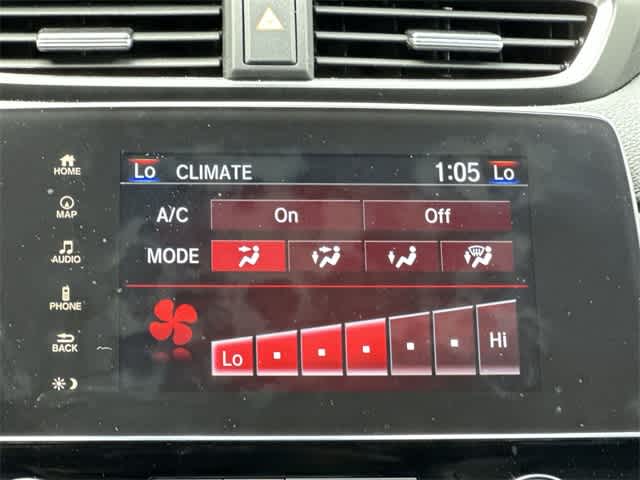 Lo CLIMATE 1:05 Lo
HOME
A/C On Off
MAP
MODE
AUDIO
PHONE
BACK
Lo Hi